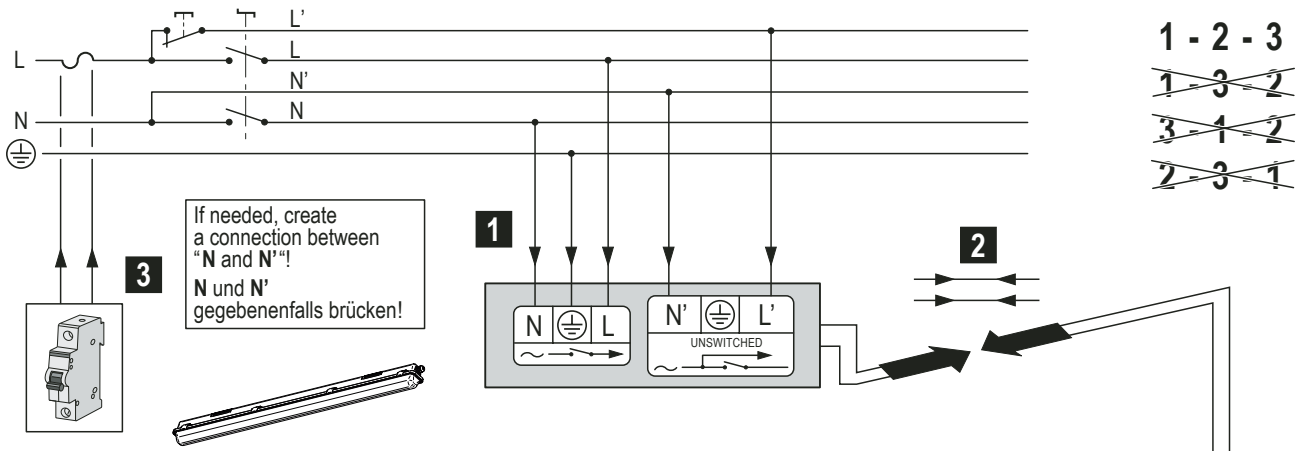 L'
L
N'
N
L
N
1 - 2 - 3
1 - 3 - 2
3 - 1 - 2
2 - 3 - 1
If needed, create
a connection between
“N and N’“!
N und N’
gegebenenfalls brücken!
3
1
2
N L
N’ L’
UNSWITCHED